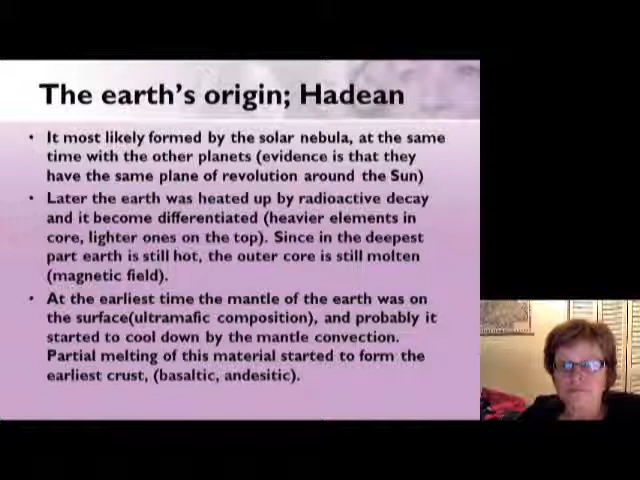 The earth's origin; Hadean
• It most likely formed by the solar nebula, at the same
time with the other planets (evidence is that they
have the same plane of revolution around the Sun)
• Later the earth was heated up by radioactive decay
and it become differentiated (heavier elements in
core, lighter ones on the top). Since in the deepest
part earth is still hot, the outer core is still molten
(magnetic field).
• At the earliest time the mantle of the earth was on
the surface(ultramafic composition), and probably it
started to cool down by the mantle convection.
Partial melting of this material started to form the
earliest crust, (basaltic, andesitic).